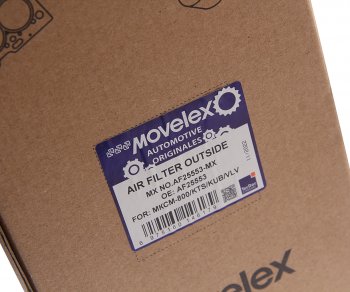 Movelex
AUTOMOTIVE
ORIGINALES
AIR FILTER OUTSIDE
MX NO.AF25553-MX
OE: AF25553
FOR: MKCM-800/KTS/KUB/VLV
Movelex